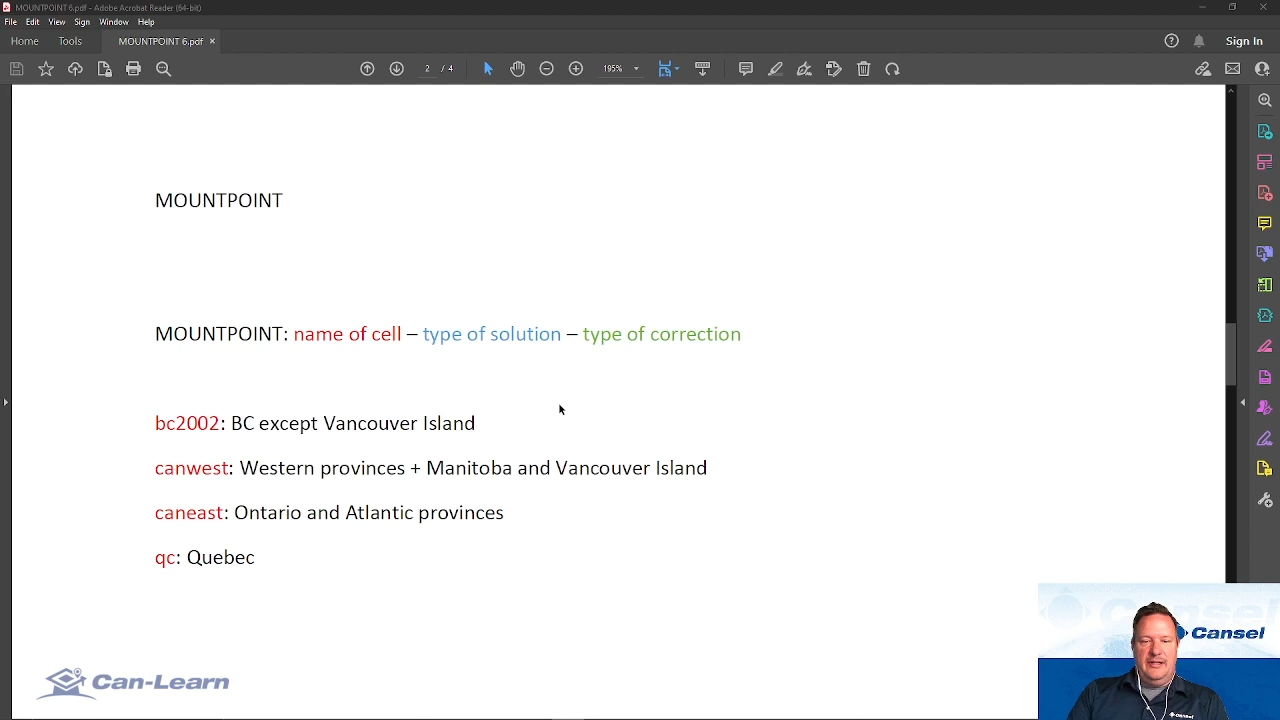 MOUNTPOINT 6.pdf - Adobe Acrobat Reader (64-bit)
File Edit View Sign Window Help
Home Tools MOUNTPOINT 6.pdf × Sign In
2 / 4 195%
MOUNTPOINT
MOUNTPOINT: name of cell – type of solution – type of correction
bc2002: BC except Vancouver Island
canwest: Western provinces + Manitoba and Vancouver Island
caneast: Ontario and Atlantic provinces
qc: Quebec
Can-Learn
Cansel
Cansel